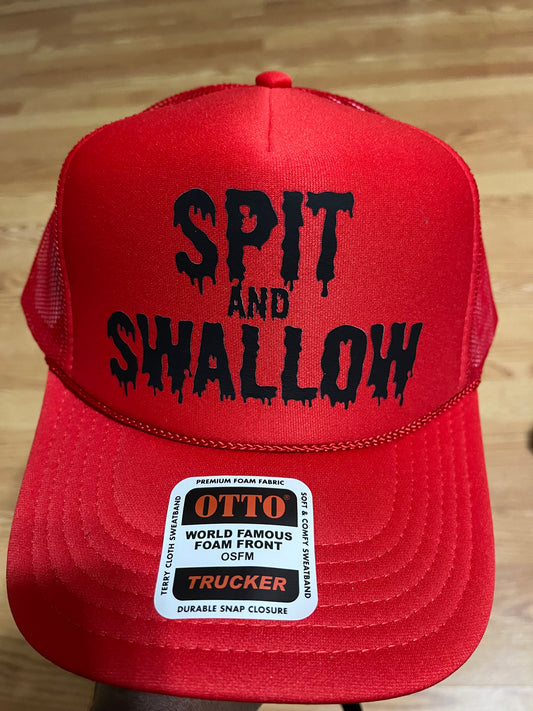 SPIT
AND
SWALLOW
PREMIUM FOAM FABRIC
TERRY CLOTH SWEATBAND
SOFT & COMFY SWEATBAND
OTTO®
WORLD FAMOUS
FOAM FRONT
OSFM
TRUCKER
DURABLE SNAP CLOSURE